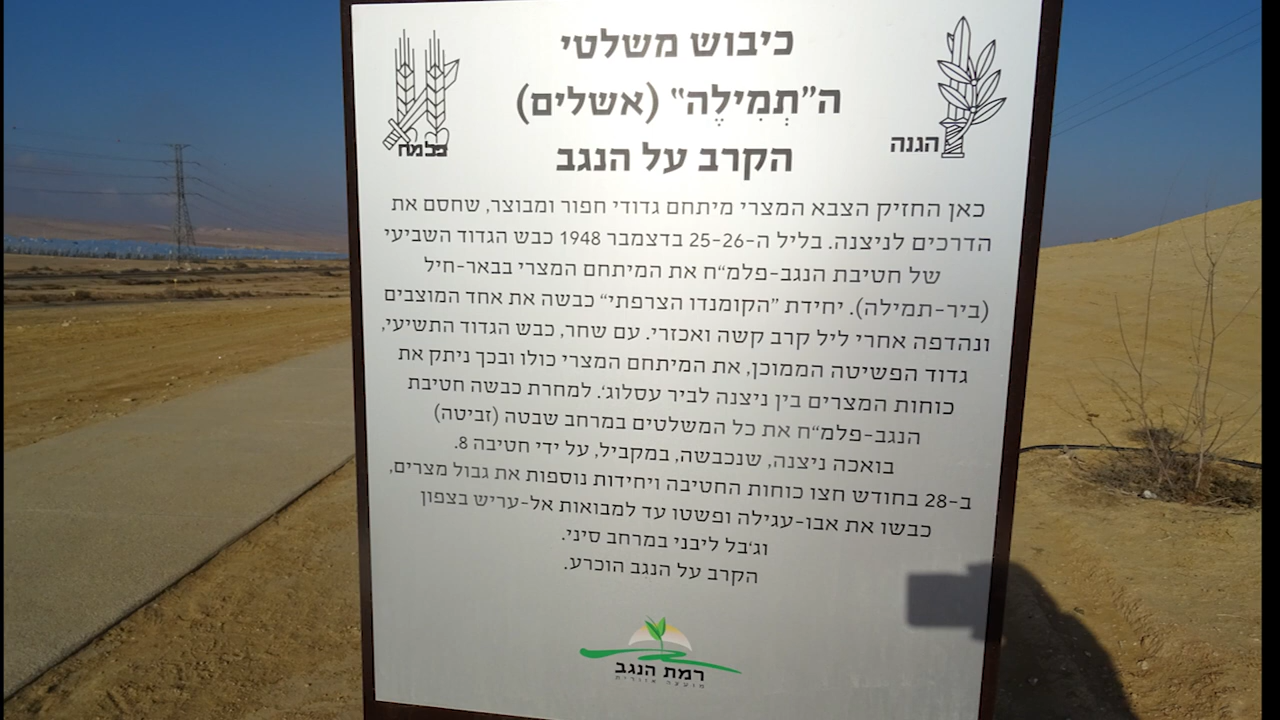 כיבוש משלטי
ה"תְמִילֶה" (אשלים)
הקרב על הנגב
פלמח
הגנה
כאן החזיק הצבא המצרי מיתחם גדודי חפור ומבוצר, שחסם את
הדרכים לניצנה. בליל ה-25-26 בדצמבר 1948 כבש הגדוד השביעי
של חטיבת הנגב-פלמ"ח את המיתחם המצרי בבאר-חיל
(ביר-תמילה). יחידת "הקומנדו הצרפתי" כבשה את אחד המוצבים
ונהדפה אחרי ליל קרב קשה ואכזרי. עם שחר, כבש הגדוד התשיעי,
גדוד הפשיטה הממוכן, את המיתחם המצרי כולו ובכך ניתק את
כוחות המצרים בין ניצנה לביר עסלוג'. למחרת כבשה חטיבת
הנגב-פלמ"ח את כל המשלטים במרחב שבטה (זביטה)
בואכה ניצנה, שנכבשה, במקביל, על ידי חטיבה 8.
ב-28 בחודש חצו כוחות החטיבה ויחידות נוספות את גבול מצרים,
כבשו את אבו-עגילה ופשטו עד למבואות אל-עריש בצפון
וג'בל ליבני במרחב סיני.
הקרב על הנגב הוכרע.
רמת הנגב
מועצה אזורית